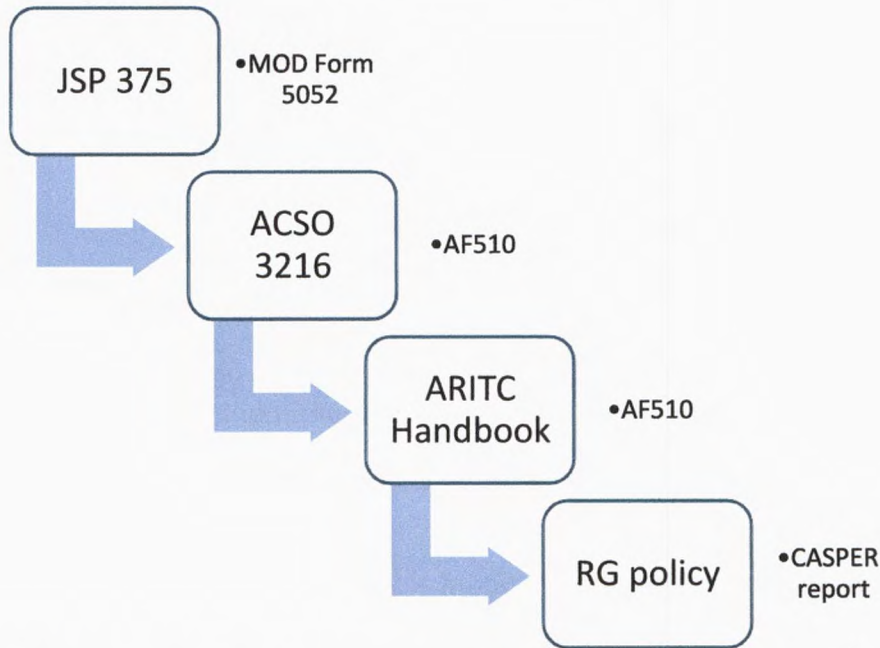 JSP 375
•MOD Form
5052
ACSO
3216
•AF510
ARITC
Handbook
•AF510
RG policy
•CASPER
report